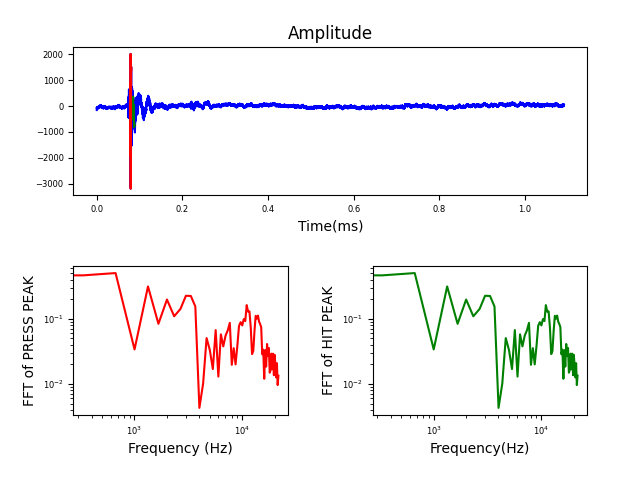 Amplitude
2000
1000
0
−1000
−2000
−3000
0.0 0.2 0.4 0.6 0.8 1.0
Time(ms)
FFT of PRESS PEAK
10⁻¹
10⁻²
10³ 10⁴
Frequency (Hz)
FFT of HIT PEAK
10⁻¹
10⁻²
10³ 10⁴
Frequency(Hz)